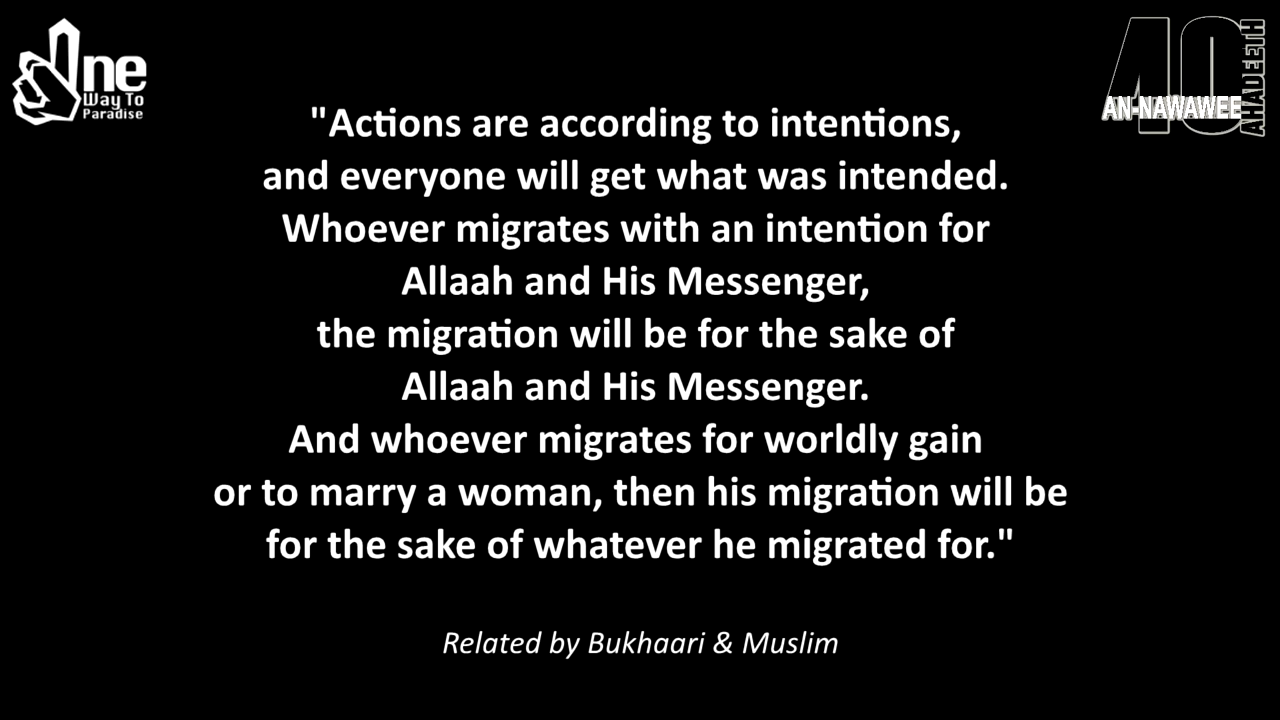 One
Way To
Paradise
40
AHADEETH
AN-NAWAWEE
"Actions are according to intentions,
and everyone will get what was intended.
Whoever migrates with an intention for
Allaah and His Messenger,
the migration will be for the sake of
Allaah and His Messenger.
And whoever migrates for worldly gain
or to marry a woman, then his migration will be
for the sake of whatever he migrated for."
Related by Bukhaari & Muslim